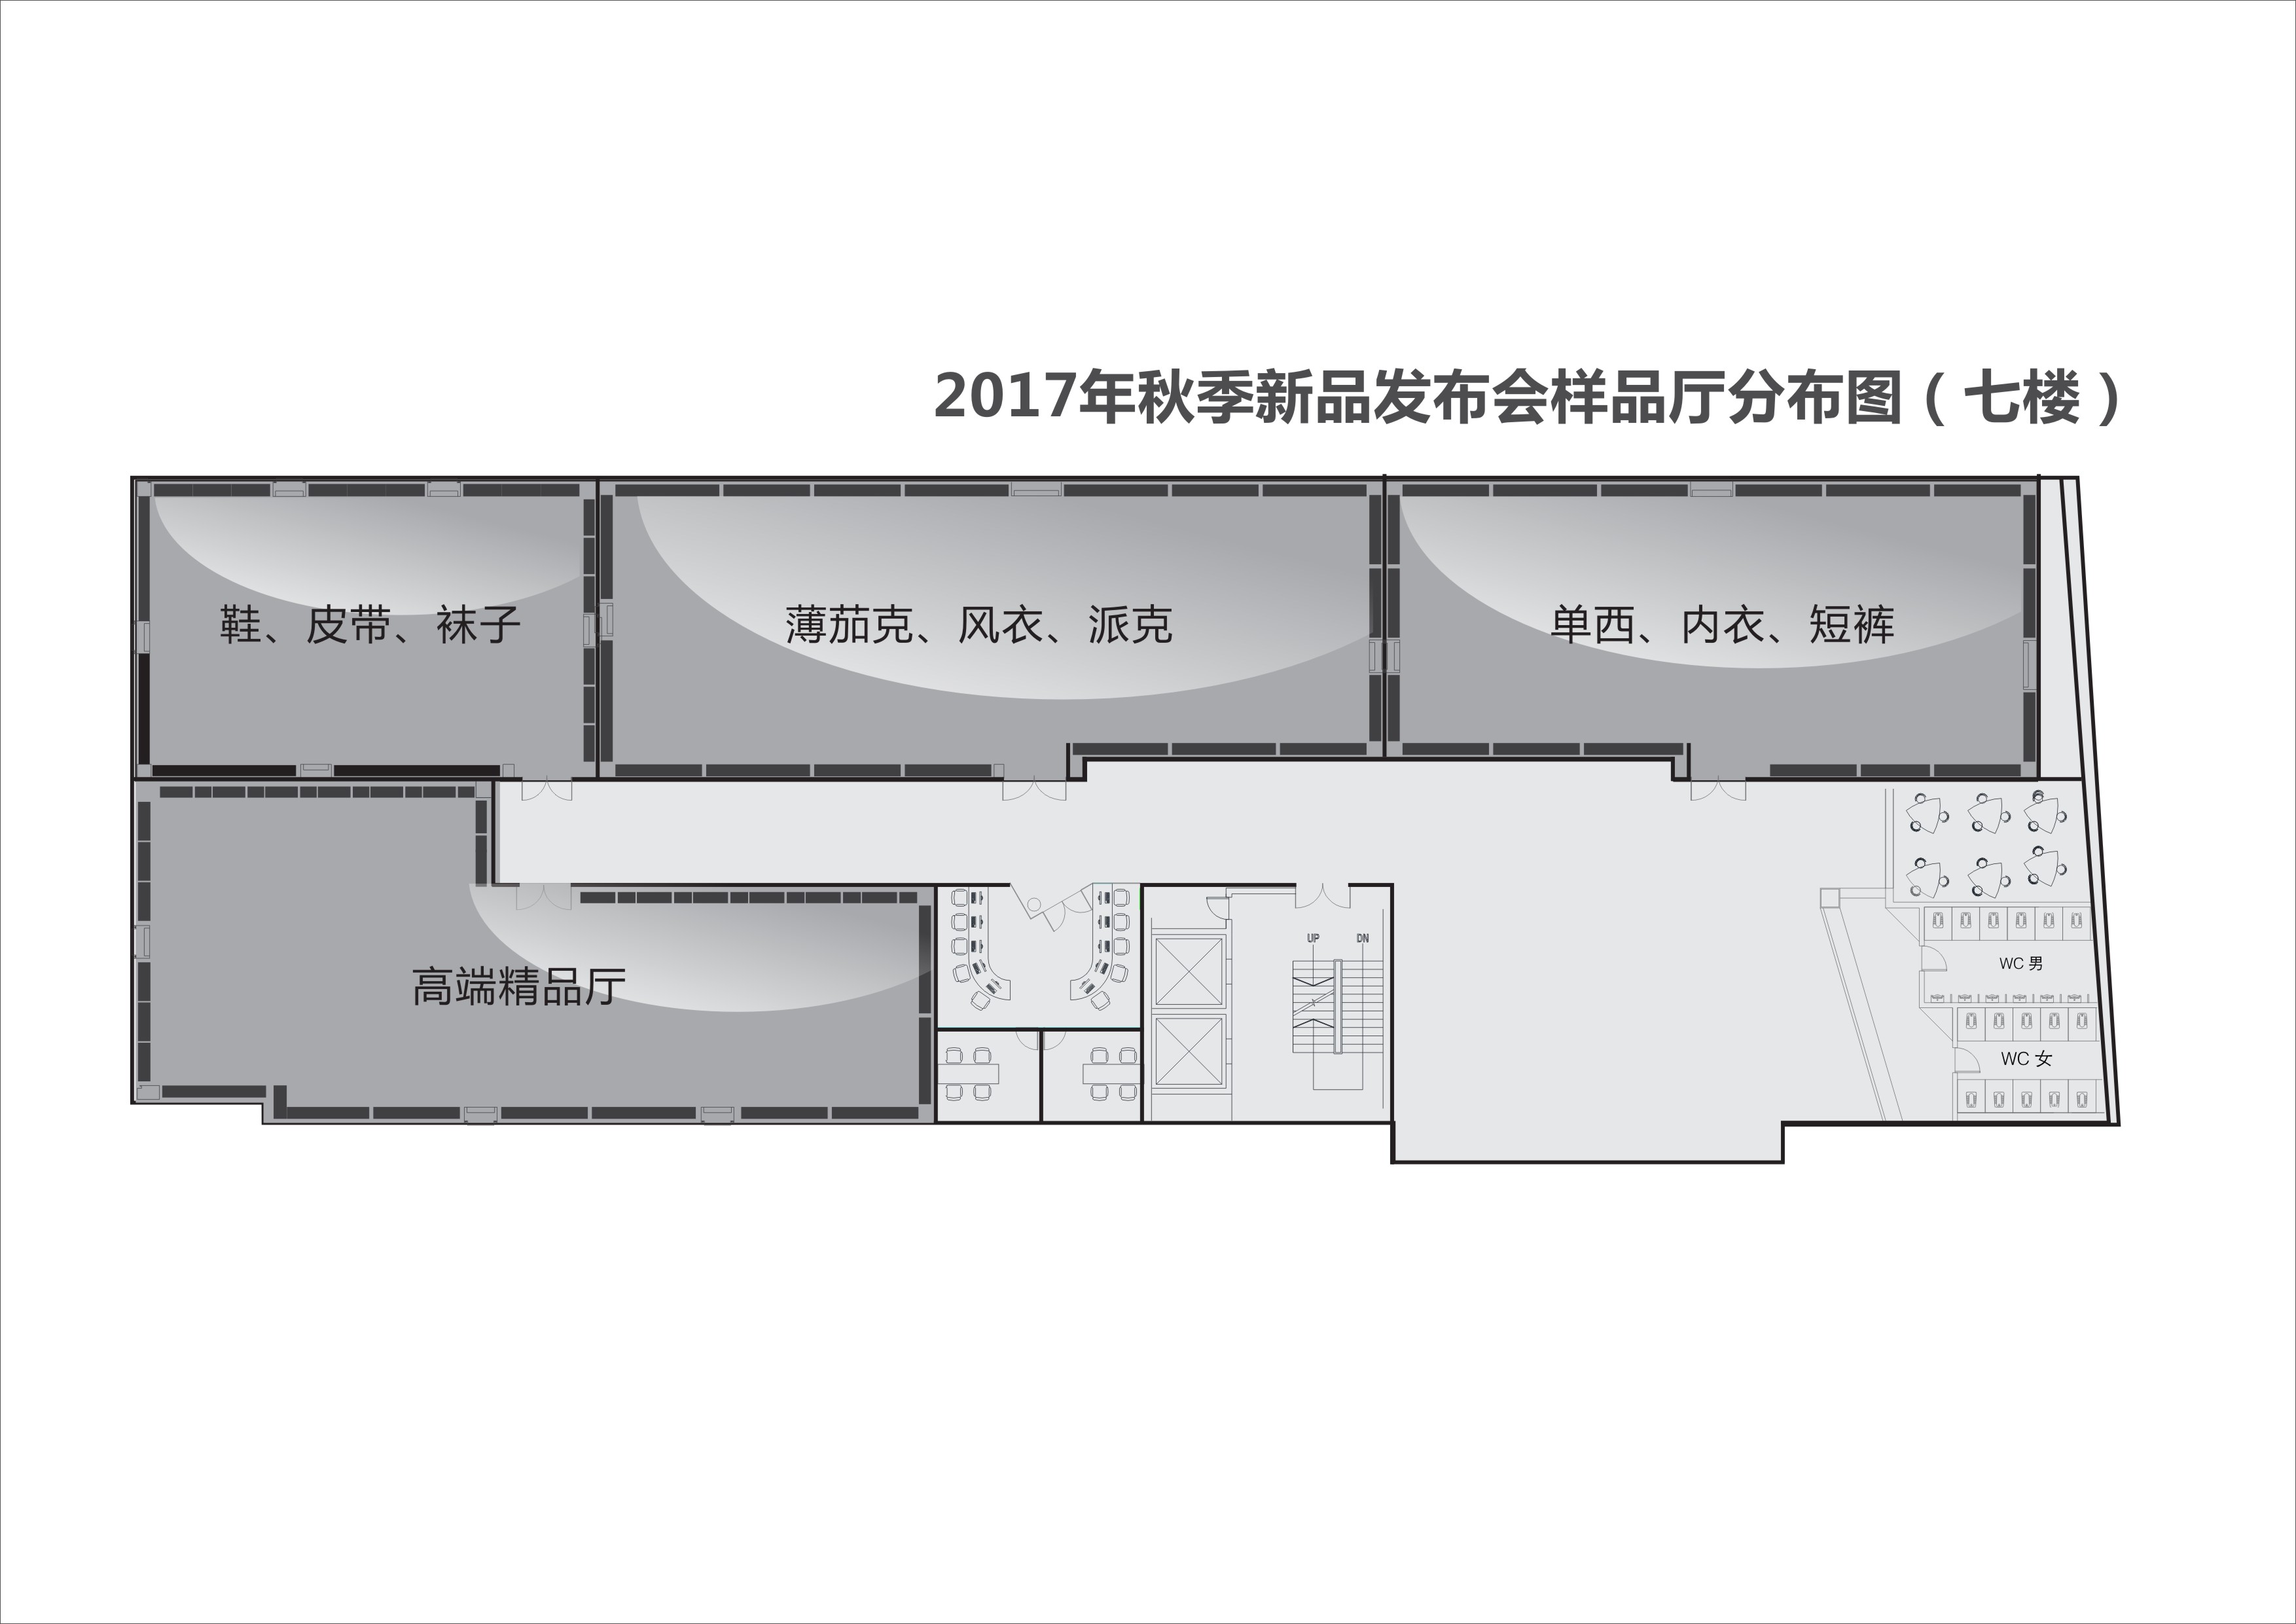 2017年秋季新品发布会样品厅分布图（七楼）
鞋、皮带、袜子
薄茄克、风衣、派克
单西、内衣、短裤
高端精品厅
UP
DN
WC 男
WC 女